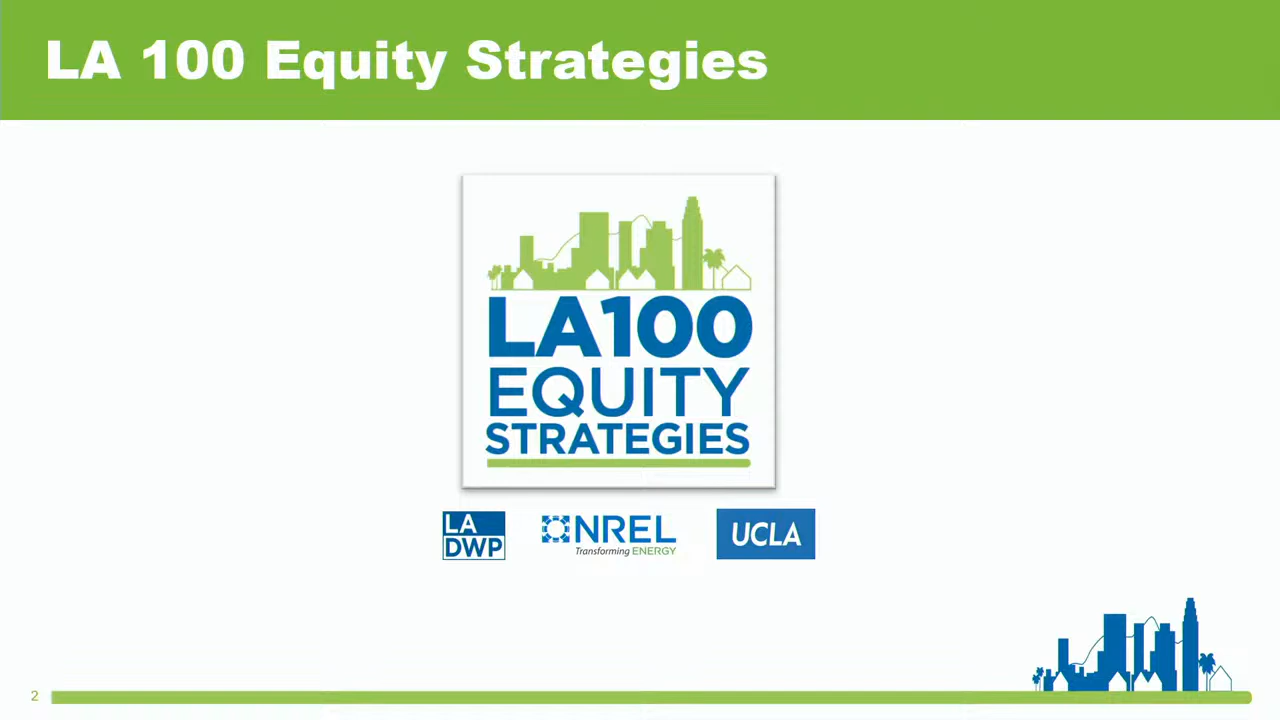 LA 100 Equity Strategies
LA100
EQUITY
STRATEGIES
LA
DWP
NREL
Transforming ENERGY
UCLA
2